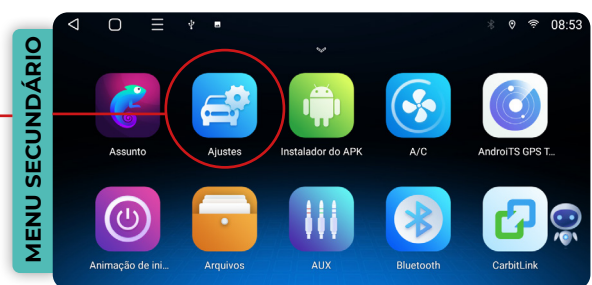 MENU SECUNDÁRIO
08:53
Assunto
Ajustes
Instalador do APK
A/C
AndroiTS GPS T...
Animação de ini...
Arquivos
AUX
Bluetooth
CarbitLink